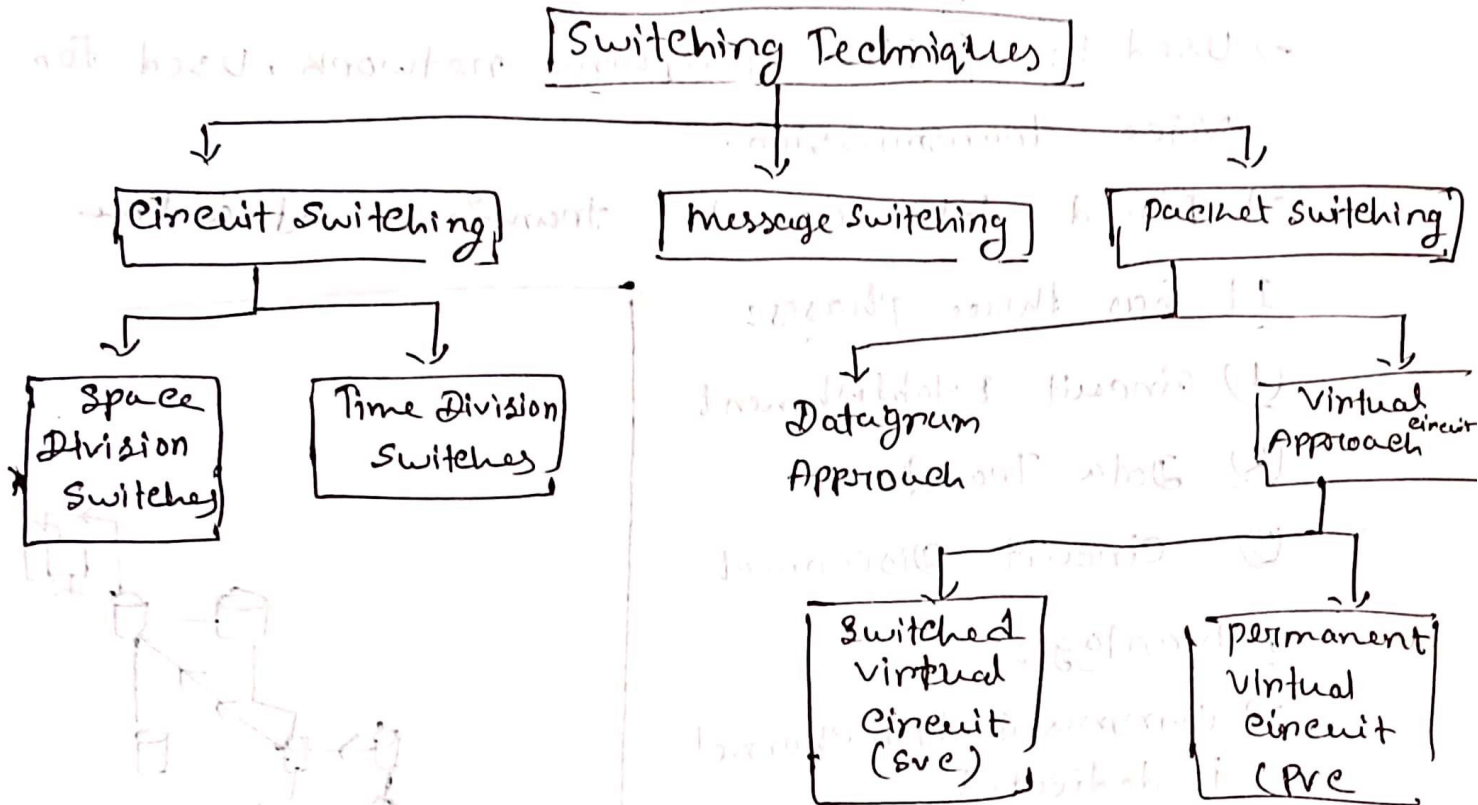 Switching Techniques
Circuit Switching
Message Switching
Packet Switching
Space
Division
Switches
Time Division
Switches
Datagram
Approach
Virtual circuit
Approach
Switched
Virtual
Circuit
(SVC)
Permanent
Virtual
Circuit
(PVC